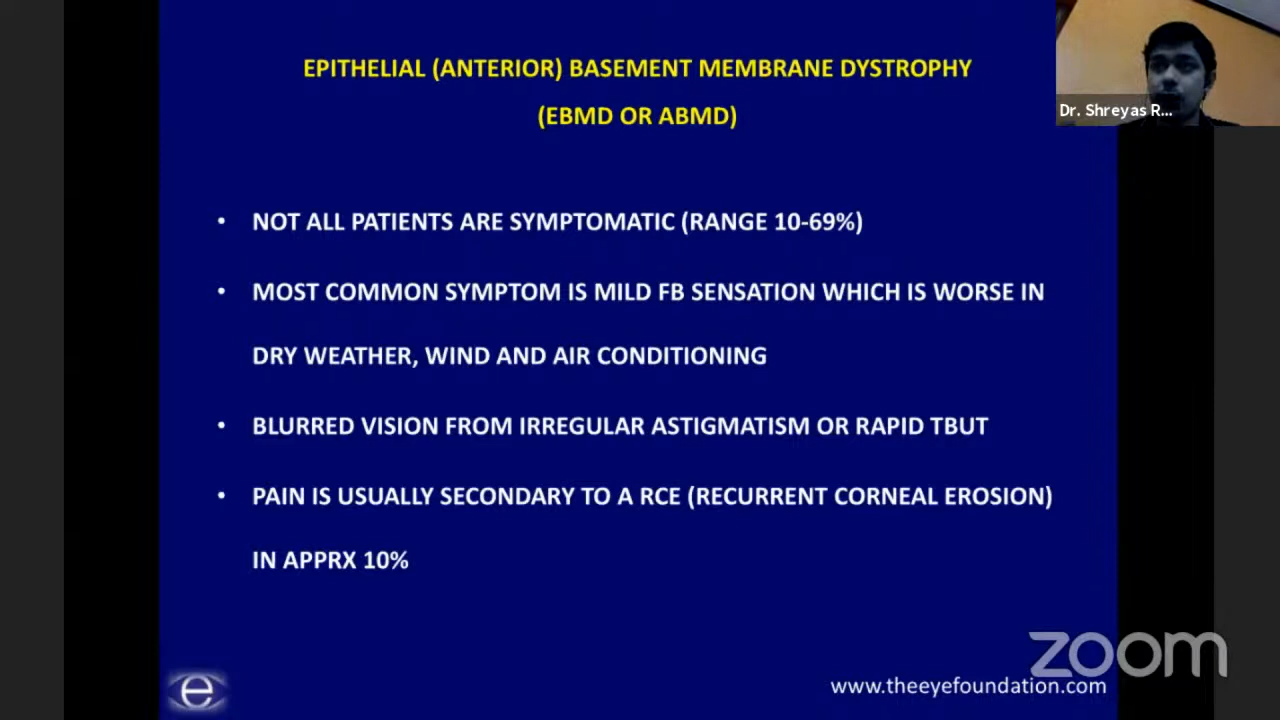 EPITHELIAL (ANTERIOR) BASEMENT MEMBRANE DYSTROPHY
(EBMD OR ABMD)
Dr. Shreyas R...
• NOT ALL PATIENTS ARE SYMPTOMATIC (RANGE 10-69%)
• MOST COMMON SYMPTOM IS MILD FB SENSATION WHICH IS WORSE IN
DRY WEATHER, WIND AND AIR CONDITIONING
• BLURRED VISION FROM IRREGULAR ASTIGMATISM OR RAPID TBUT
• PAIN IS USUALLY SECONDARY TO A RCE (RECURRENT CORNEAL EROSION)
IN APPRX 10%
zoom
e
www.theeyefoundation.com